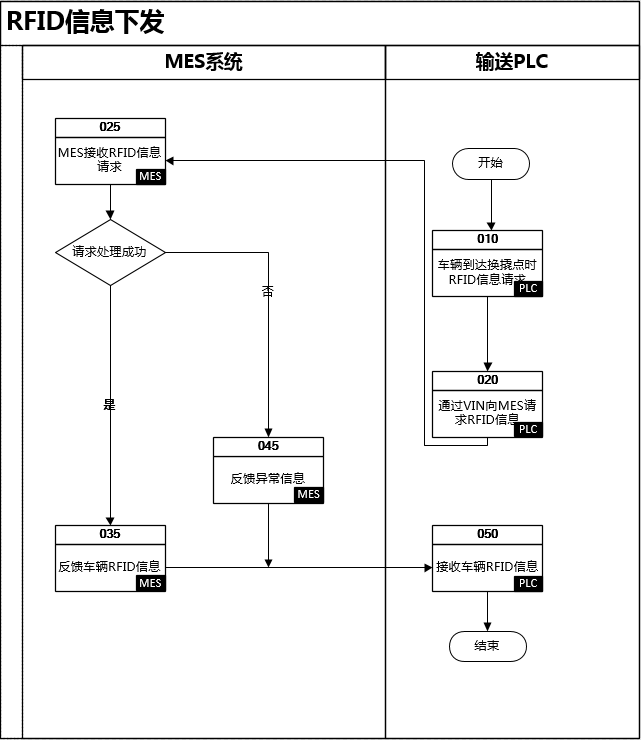 RFID信息下发
MES系统
输送PLC
025
MES接收RFID信息
请求
MES
请求处理成功
否
是
045
反馈异常信息
MES
035
反馈车辆RFID信息
MES
开始
010
车辆到达换撬点时
RFID信息请求
PLC
020
通过VIN向MES请
求RFID信息
PLC
050
接收车辆RFID信息
PLC
结束